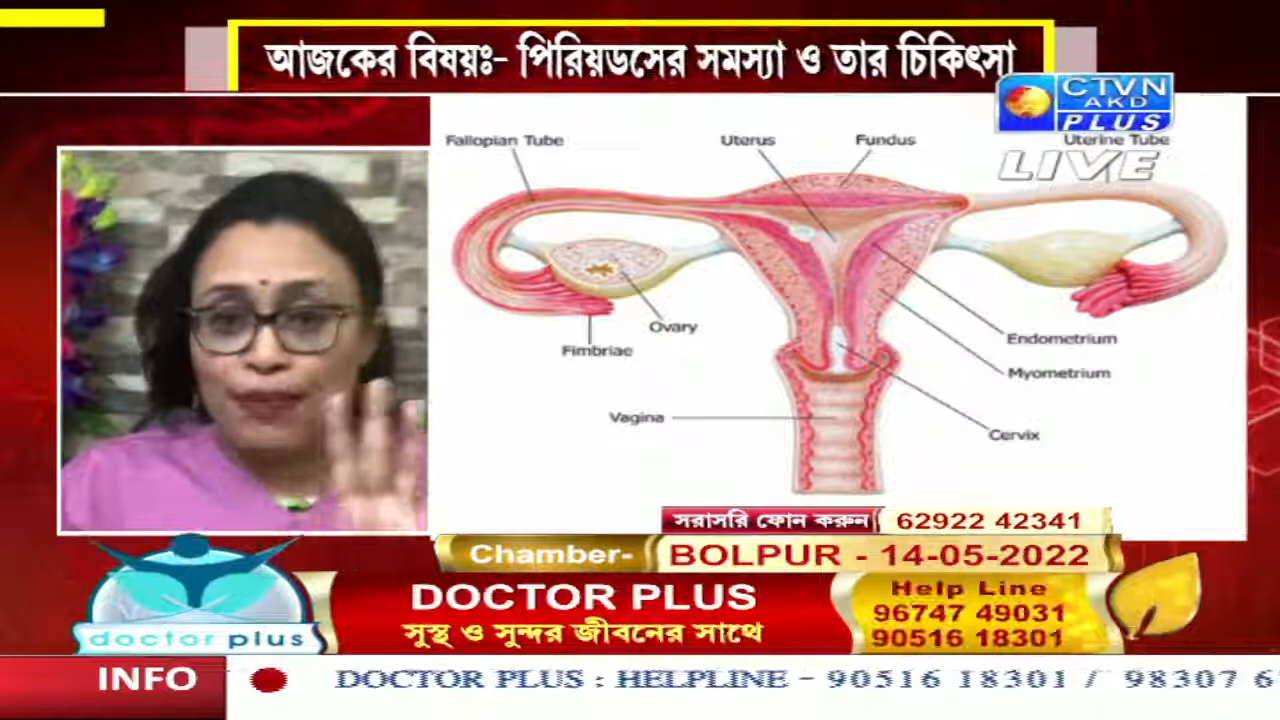 আজকের বিষয়ঃ- পিরিয়ডসের সমস্যা ও তার চিকিৎসা
CTVN
AKD
PLUS
LIVE
Fallopian Tube
Uterus
Fundus
Uterine Tube
Ovary
Fimbriae
Endometrium
Myometrium
Vagina
Cervix
সরাসরি ফোন করুন 62922 42341
Chamber- BOLPUR - 14-05-2022
doctor plus
DOCTOR PLUS
সুস্থ ও সুন্দর জীবনের সাথে
Help Line
96747 49031
90516 18301
INFO DOCTOR PLUS : HELPLINE - 90516 18301 / 98307